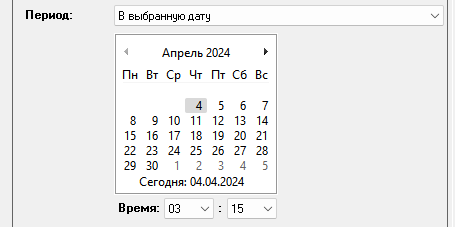 Период: В выбранную дату
Апрель 2024
Пн Вт Ср Чт Пт Сб Вс
4 5 6 7
8 9 10 11 12 13 14
15 16 17 18 19 20 21
22 23 24 25 26 27 28
29 30 1 2 3 4 5
Сегодня: 04.04.2024
Время: 03 : 15